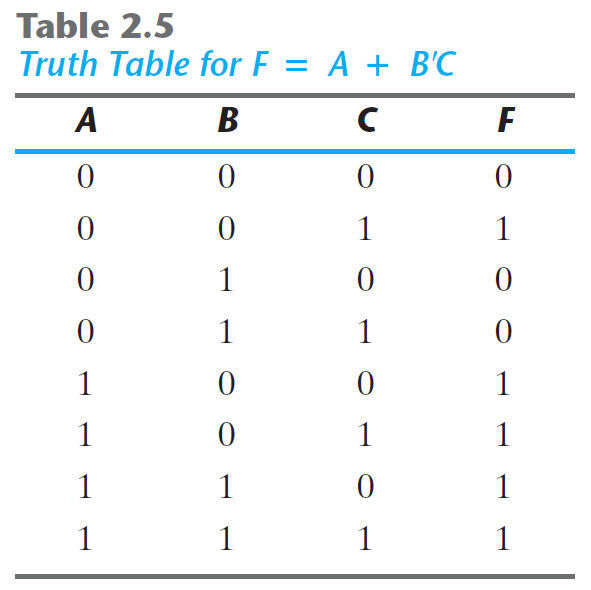 Table 2.5
Truth Table for F = A + B′C
A B C F
0 0 0 0
0 0 1 1
0 1 0 0
0 1 1 0
1 0 0 1
1 0 1 1
1 1 0 1
1 1 1 1